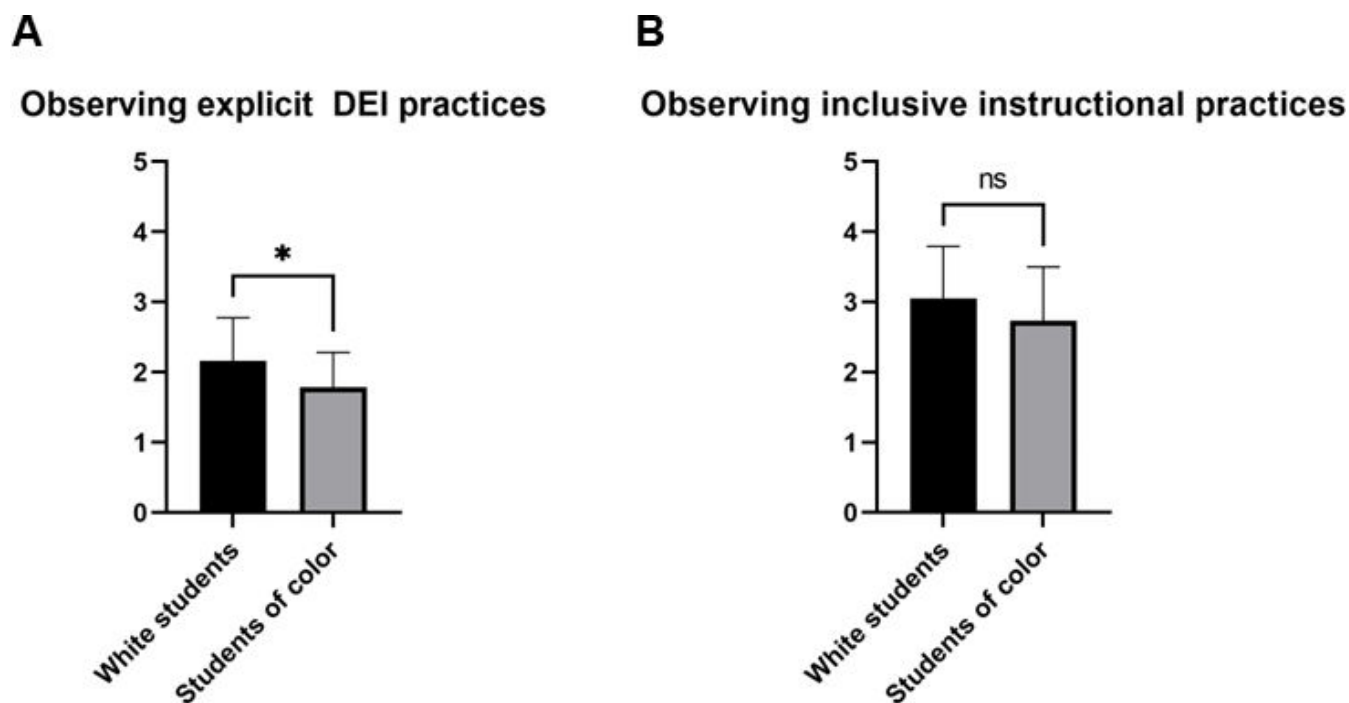 A
Observing explicit DEI practices
5
4
3
2
1
0
*
White students
Students of color
B
Observing inclusive instructional practices
5
4
3
2
1
0
ns
White students
Students of color